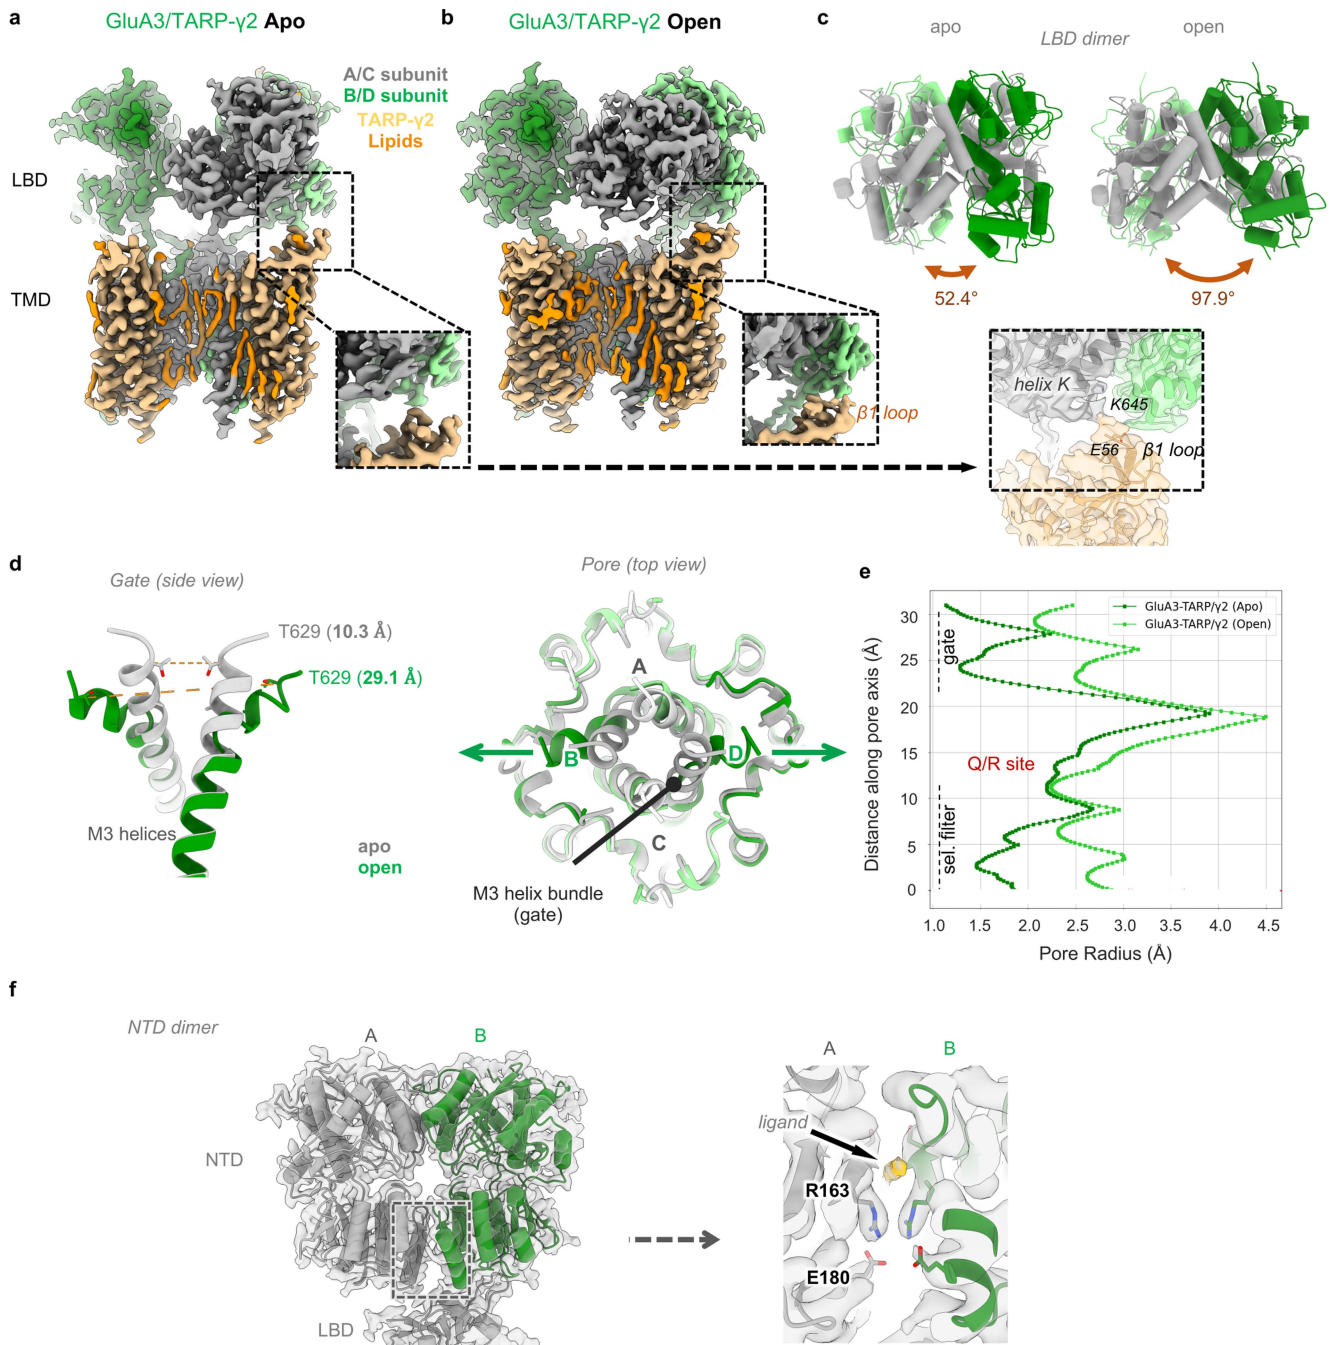 a
GluA3/TARP-γ2 Apo
b
GluA3/TARP-γ2 Open
A/C subunit
B/D subunit
TARP-γ2
Lipids
LBD
TMD
β1 loop
c
apo
LBD dimer
open
52.4°
97.9°
helix K
K645
E56
β1 loop
d
Gate (side view)
T629 (10.3 Å)
T629 (29.1 Å)
M3 helices
apo
open
Pore (top view)
A
B
D
C
M3 helix bundle
(gate)
e
GluA3-TARP/γ2 (Apo)
GluA3-TARP/γ2 (Open)
Distance along pore axis (Å)
30
25
20
15
10
5
0
gate
Q/R site
sel. filter
1.0 1.5 2.0 2.5 3.0 3.5 4.0 4.5
Pore Radius (Å)
f
NTD dimer
A
B
NTD
LBD
A
B
ligand
R163
E180